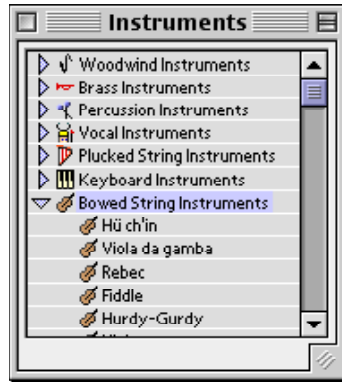 Instruments
Woodwind Instruments
Brass Instruments
Percussion Instruments
Vocal Instruments
Plucked String Instruments
Keyboard Instruments
Bowed String Instruments
Hü ch'in
Viola da gamba
Rebec
Fiddle
Hurdy-Gurdy